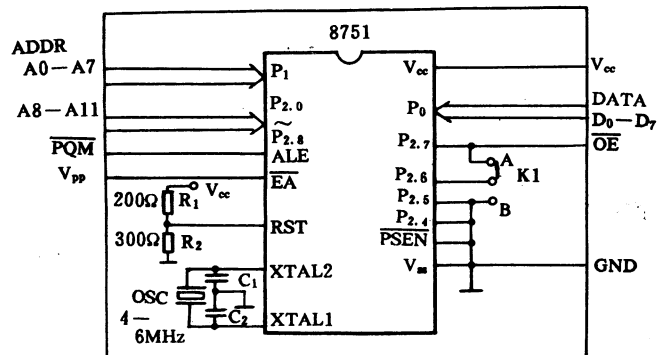 8751
ADDR
A0—A7
P₁
Vcc
Vcc
A8—A11
P₂.₀
～
P₂.₈
P₀
DATA
D₀—D₇
PQM
ALE
P₂.₇
OE
Vpp
EA
A
K1
P₂.₆
Vcc
200Ω
R₁
P₂.₅
B
RST
P₂.₄
300Ω
R₂
PSEN
XTAL2
Vss
GND
C₁
OSC
4—
6MHz
C₂
XTAL1